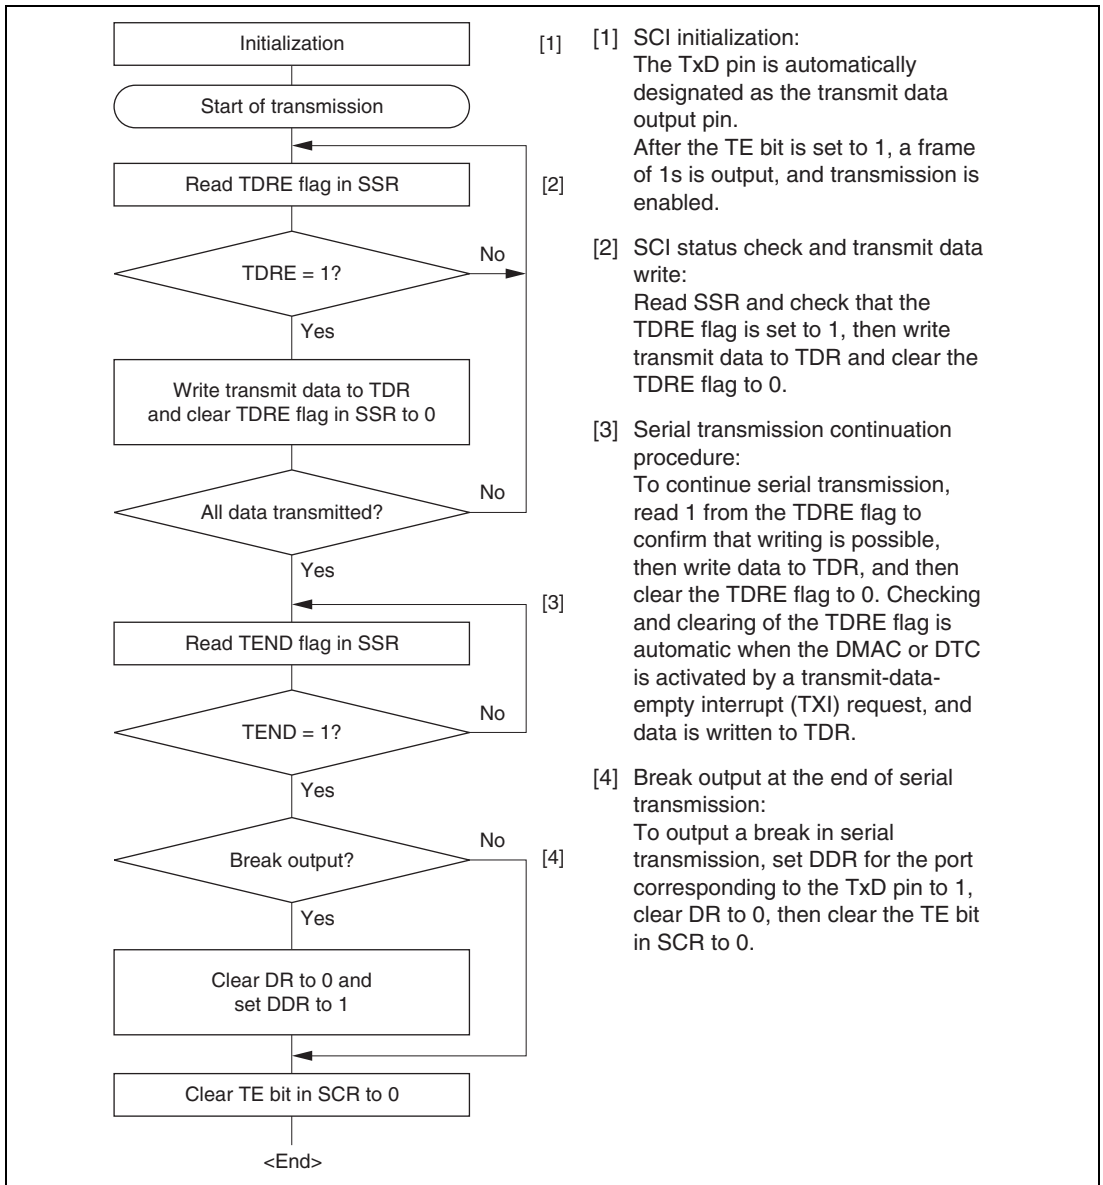 Initialization
[1]
Start of transmission
Read TDRE flag in SSR
[2]
No
TDRE = 1?
Yes
Write transmit data to TDR
and clear TDRE flag in SSR to 0
No
All data transmitted?
Yes
[3]
Read TEND flag in SSR
No
TEND = 1?
Yes
No
Break output?
[4]
Yes
Clear DR to 0 and
set DDR to 1
Clear TE bit in SCR to 0
<End>
[1] SCI initialization:
The TxD pin is automatically
designated as the transmit data
output pin.
After the TE bit is set to 1, a frame
of 1s is output, and transmission is
enabled.
[2] SCI status check and transmit data
write:
Read SSR and check that the
TDRE flag is set to 1, then write
transmit data to TDR and clear the
TDRE flag to 0.
[3] Serial transmission continuation
procedure:
To continue serial transmission,
read 1 from the TDRE flag to
confirm that writing is possible,
then write data to TDR, and then
clear the TDRE flag to 0. Checking
and clearing of the TDRE flag is
automatic when the DMAC or DTC
is activated by a transmit-data-
empty interrupt (TXI) request, and
data is written to TDR.
[4] Break output at the end of serial
transmission:
To output a break in serial
transmission, set DDR for the port
corresponding to the TxD pin to 1,
clear DR to 0, then clear the TE bit
in SCR to 0.